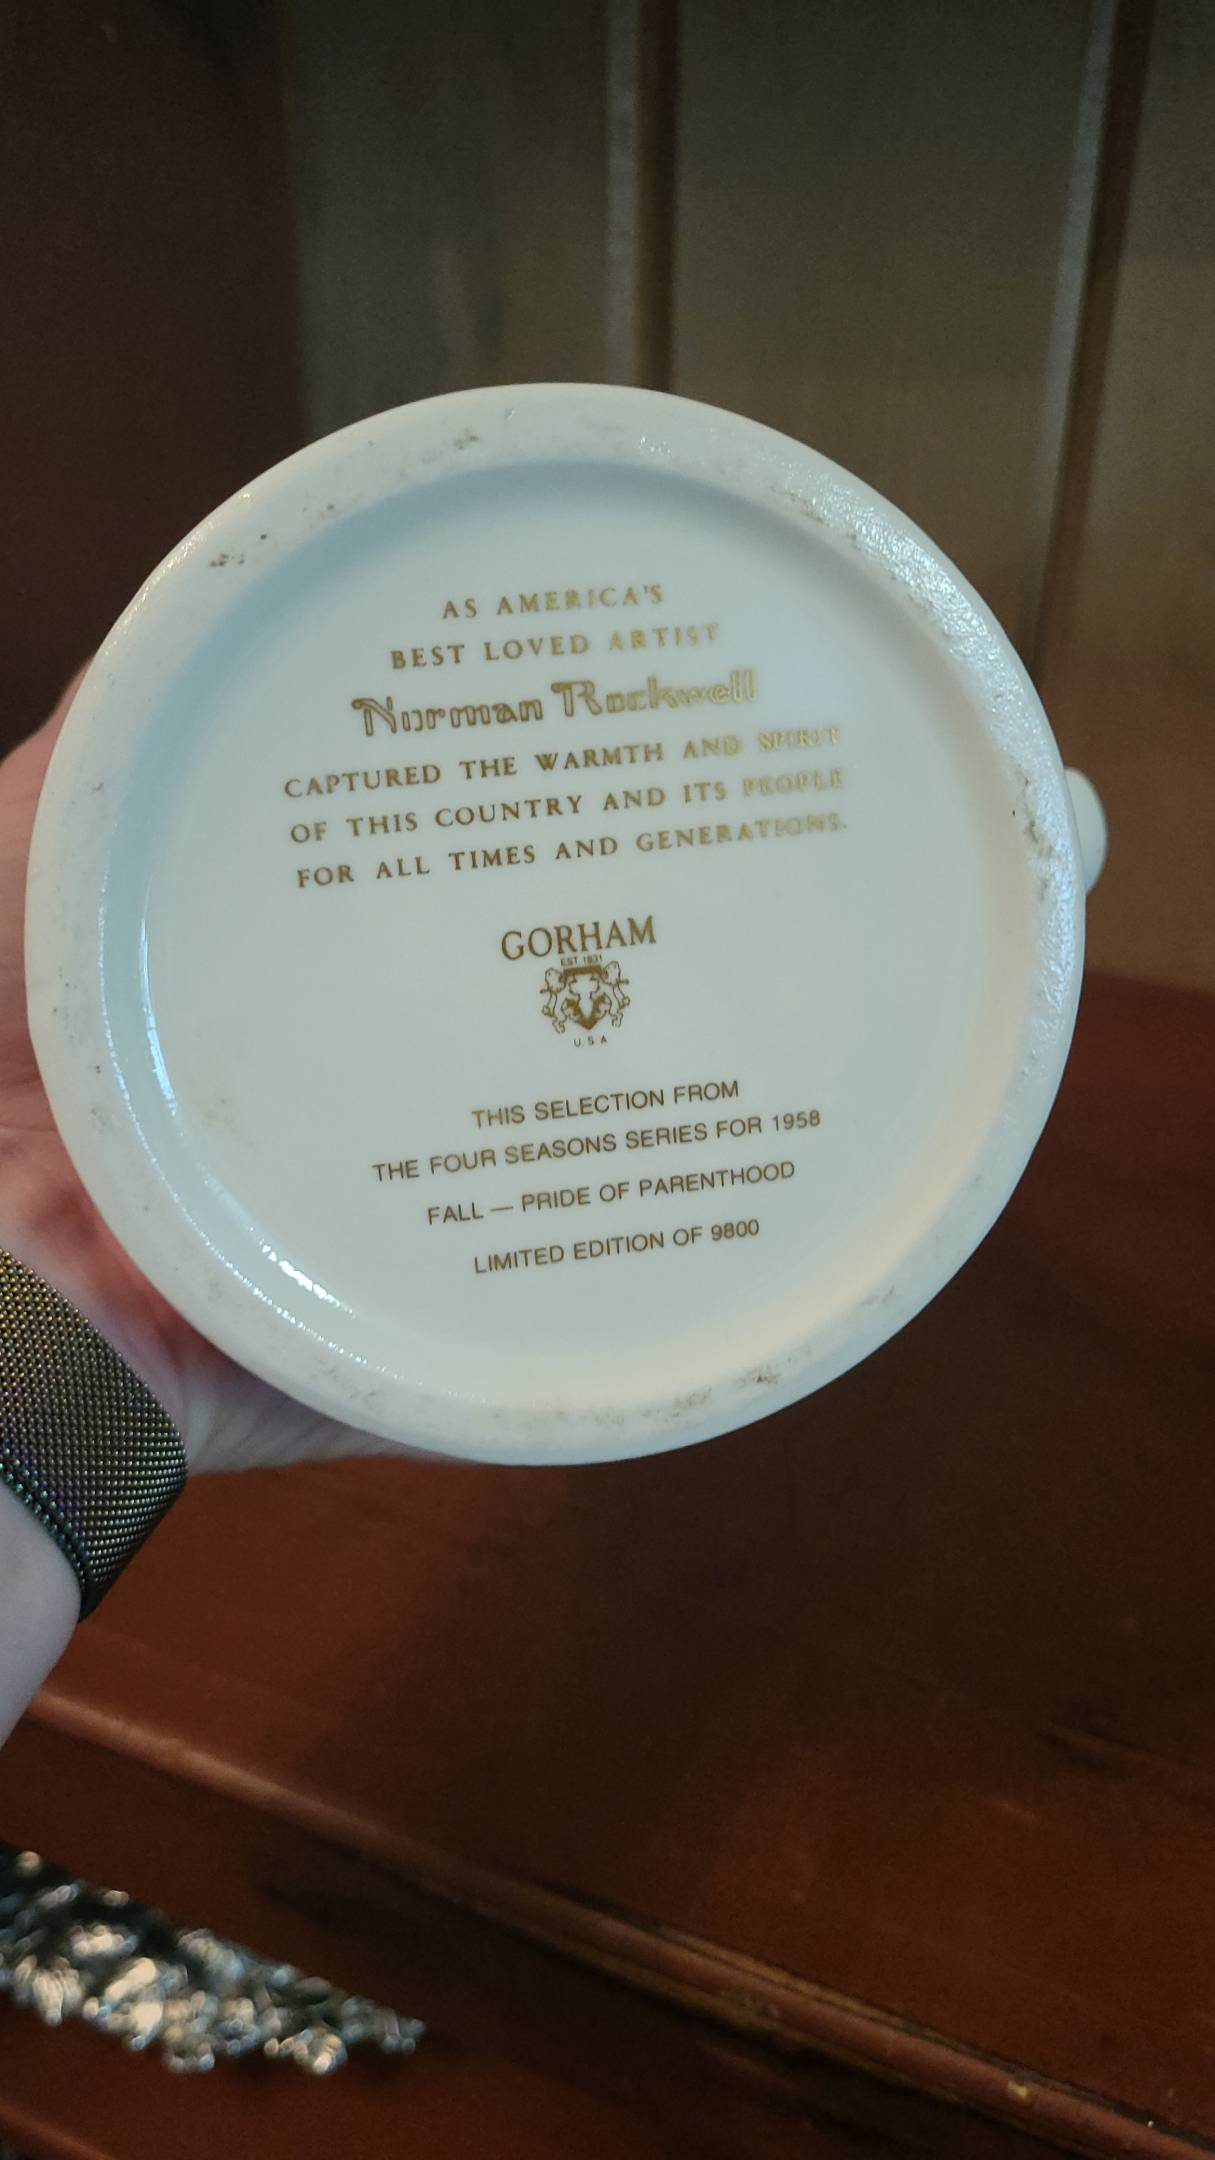 AS AMERICA'S
BEST LOVED ARTIST
Norman Rockwell
CAPTURED THE WARMTH AND SPIRIT
OF THIS COUNTRY AND ITS PEOPLE
FOR ALL TIMES AND GENERATIONS.
GORHAM
EST 1831
U S A
THIS SELECTION FROM
THE FOUR SEASONS SERIES FOR 1958
FALL — PRIDE OF PARENTHOOD
LIMITED EDITION OF 9800